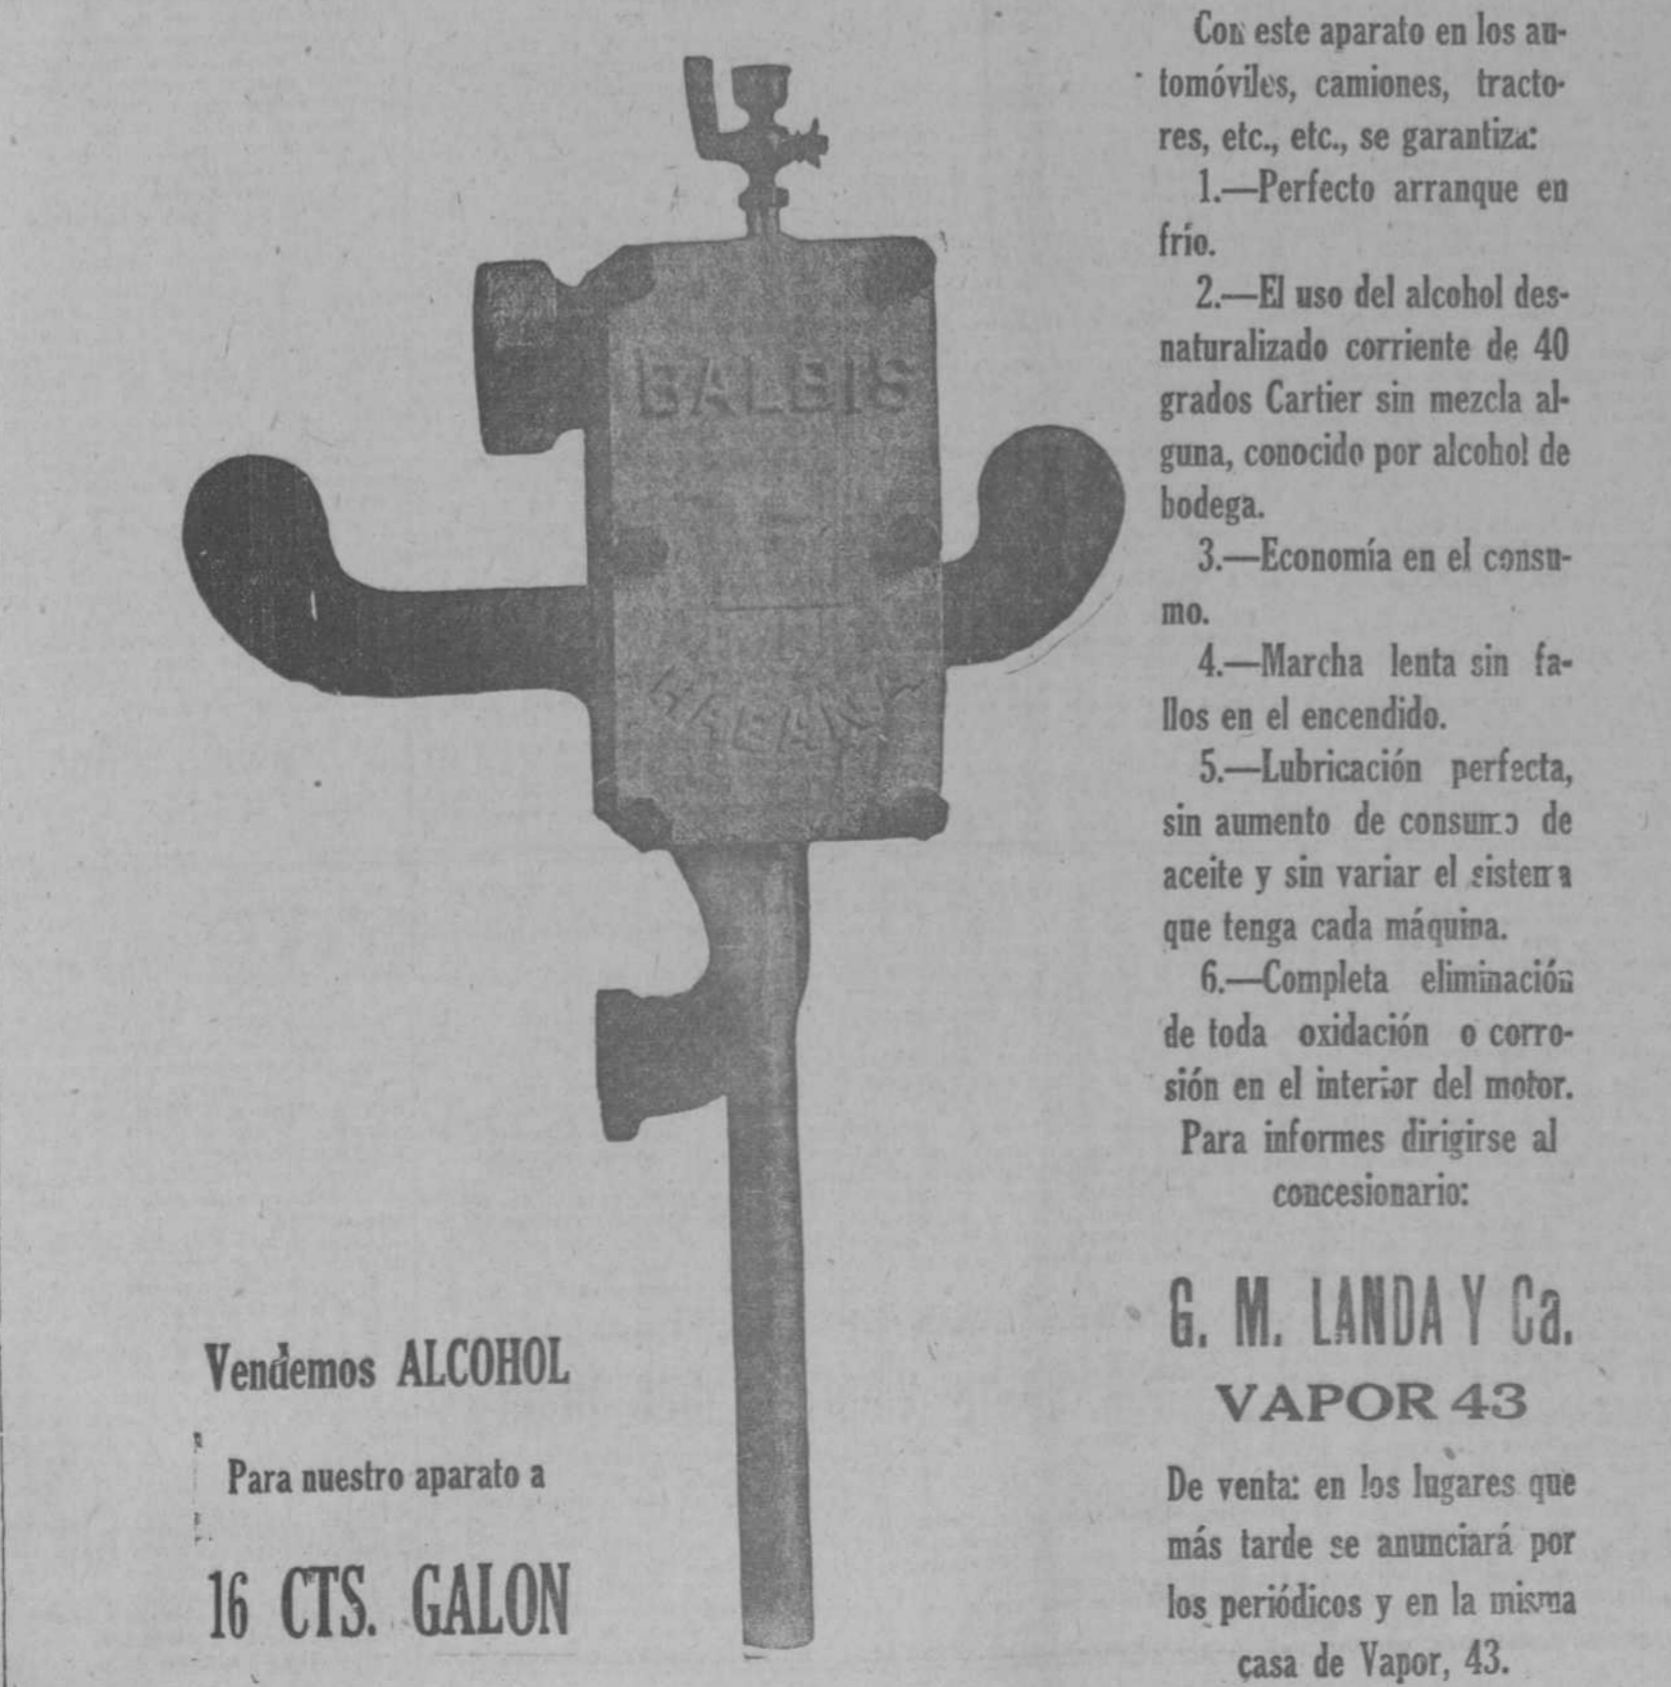 GALBIS
HABANA
Vendemos ALCOHOL
Para nuestro aparato a
16 CTS. GALON
Con este aparato en los au-
tomóviles, camiones, tracto-
res, etc., etc., se garantiza:
1.—Perfecto arranque en
frío.
2.—El uso del alcohol des-
naturalizado corriente de 40
grados Cartier sin mezcla al-
guna, conocido por alcohol de
bodega.
3.—Economía en el consu-
mo.
4.—Marcha lenta sin fa-
llos en el encendido.
5.—Lubricación perfecta,
sin aumento de consumo de
aceite y sin variar el sistema
que tenga cada máquina.
6.—Completa eliminación
de toda oxidación o corro-
sión en el interior del motor.
Para informes dirigirse al
concesionario:
G. M. LANDA Y Ca.
VAPOR 43
De venta: en los lugares que
más tarde se anunciará por
los periódicos y en la misma
casa de Vapor, 43.